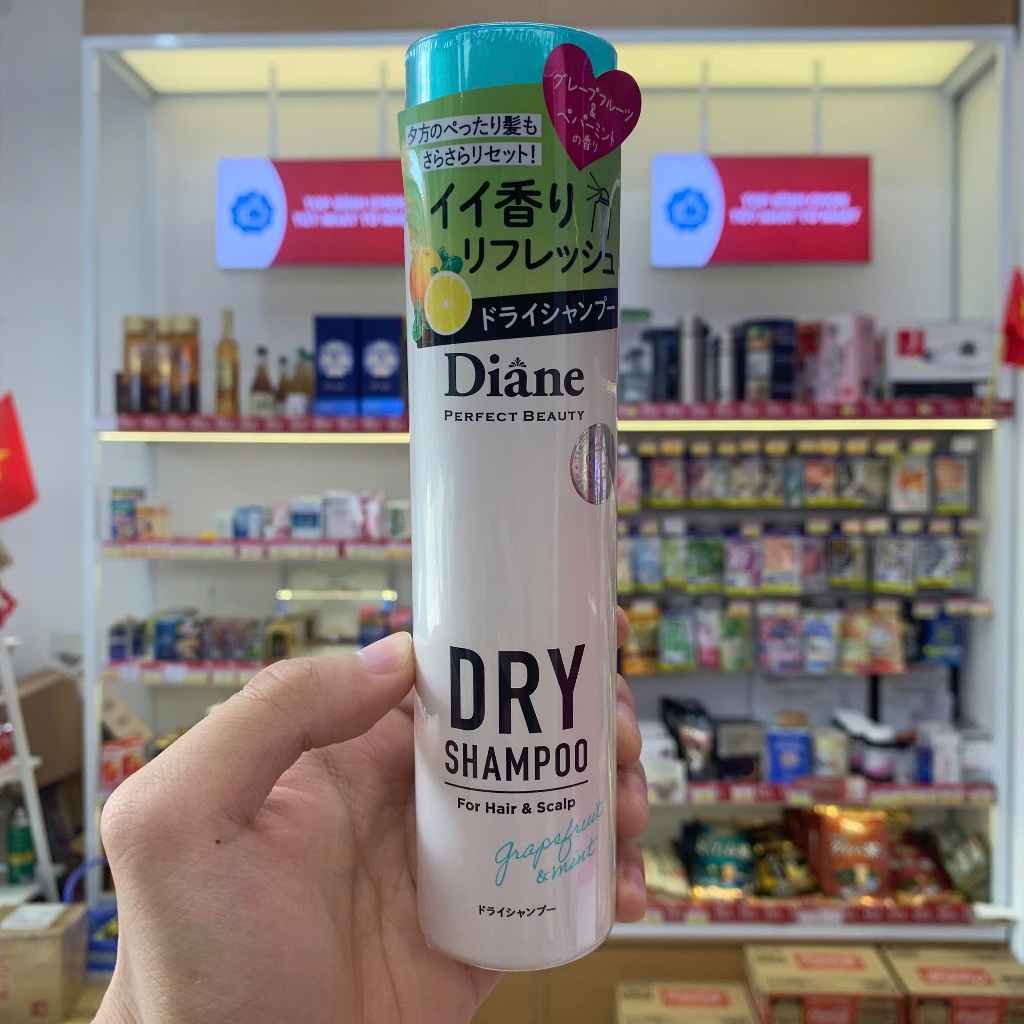 グレープフルーツ
&
ペパーミント
の香り
夕方のぺったり髪も
さらさらリセット!
イイ香り
リフレッシュ
ドライシャンプー
Diane
PERFECT BEAUTY
DRY
SHAMPOO
For Hair & Scalp
grapefruit
& mint
ドライシャンプー